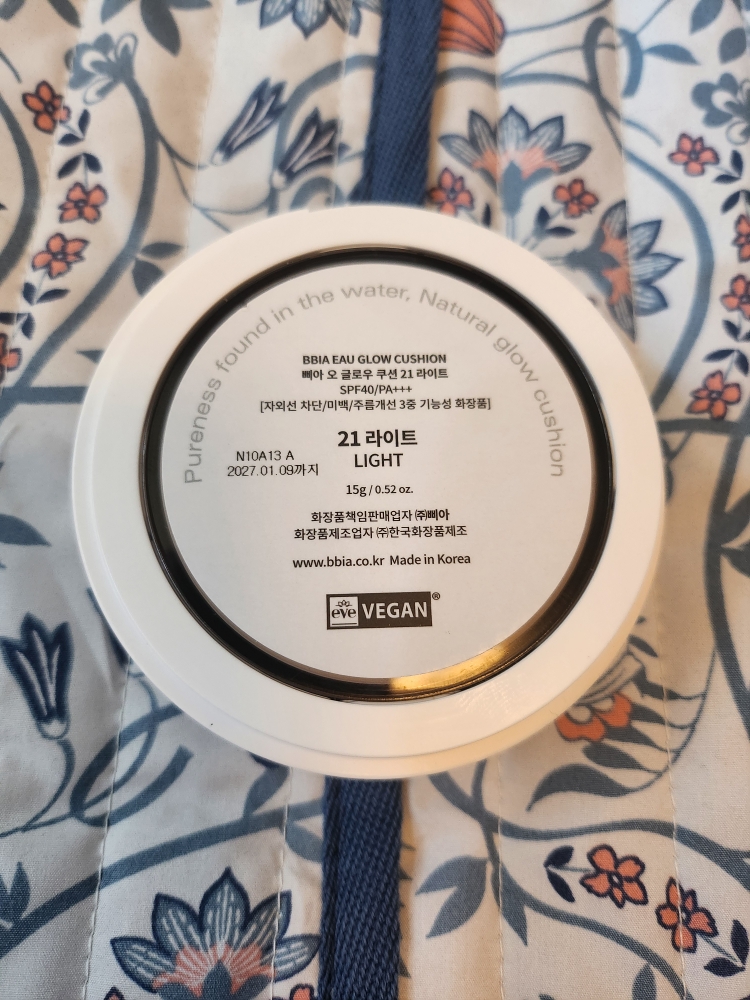 Pureness found in the water, Natural glow cushion
BBIA EAU GLOW CUSHION
삐아 오 글로우 쿠션 21 라이트
SPF40/PA+++
[자외선 차단/미백/주름개선 3중 기능성 화장품]
21 라이트
LIGHT
N10A13 A
2027.01.09까지
15g / 0.52 oz.
화장품책임판매업자 ㈜삐아
화장품제조업자 ㈜한국화장품제조
www.bbia.co.kr Made in Korea
eve VEGAN®